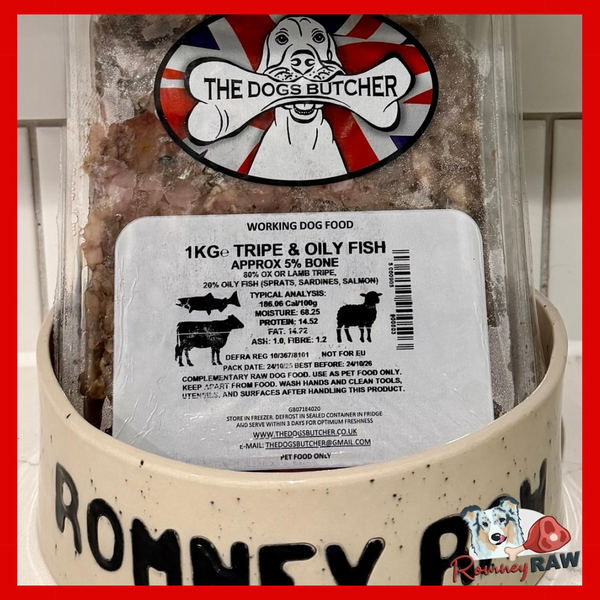 THE DOGS BUTCHER
WORKING DOG FOOD
1KG℮ TRIPE & OILY FISH
APPROX 5% BONE
80% OX OR LAMB TRIPE,
20% OILY FISH (SPRATS, SARDINES, SALMON)
TYPICAL ANALYSIS:
186.06 Cal/100g
MOISTURE: 68.25
PROTEIN: 14.52
FAT: 14.72
ASH: 1.0, FIBRE: 1.2
DEFRA REG 10/367/8101 NOT FOR EU
PACK DATE: 24/10/25 BEST BEFORE: 24/10/26
COMPLEMENTARY RAW DOG FOOD. USE AS PET FOOD ONLY.
KEEP APART FROM FOOD. WASH HANDS AND CLEAN TOOLS,
UTENSILS, AND SURFACES AFTER HANDLING THIS PRODUCT.
GB07184020
STORE IN FREEZER. DEFROST IN SEALED CONTAINER IN FRIDGE
AND SERVE WITHIN 3 DAYS FOR OPTIMUM FRESHNESS
WWW.THEDOGSBUTCHER.CO.UK
E-MAIL: THEDOGSBUTCHER@GMAIL.COM
PET FOOD ONLY
ROMNEY RAW
Romney RAW